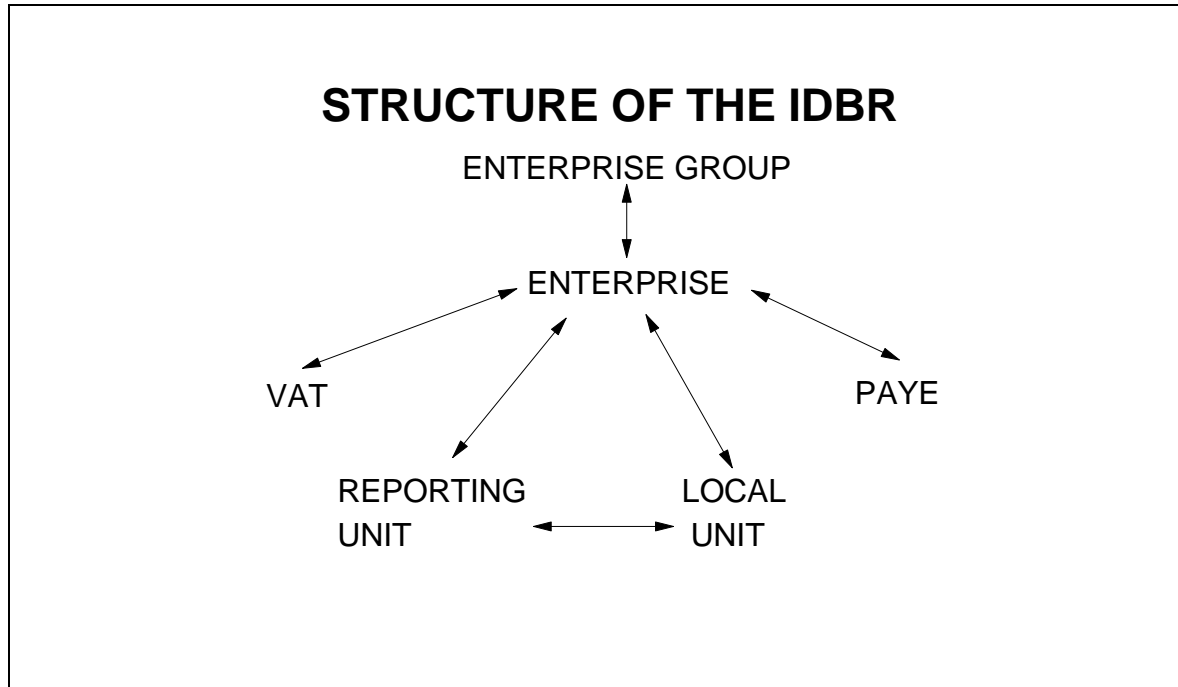 STRUCTURE OF THE IDBR
ENTERPRISE GROUP
ENTERPRISE
VAT
PAYE
REPORTING
UNIT
LOCAL
UNIT